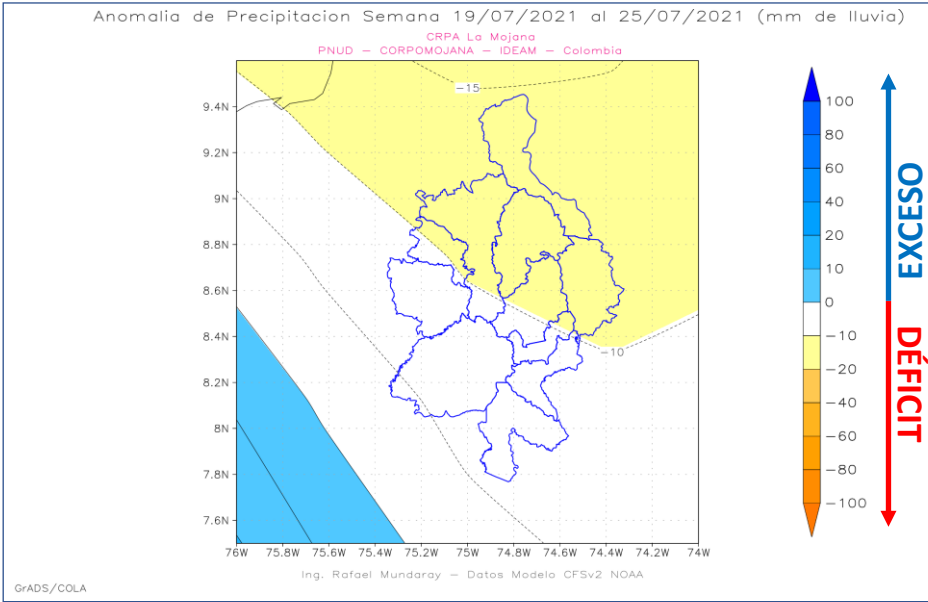 Anomalia de Precipitacion Semana 19/07/2021 al 25/07/2021 (mm de lluvia)
CRPA La Mojana
PNUD – CORPOMOJANA – IDEAM – Colombia
9.4N
9.2N
9N
8.8N
8.6N
8.4N
8.2N
8N
7.8N
7.6N
−15
−10
76W 75.8W 75.6W 75.4W 75.2W 75W 74.8W 74.6W 74.4W 74.2W 74W
100
80
60
40
20
10
0
−10
−20
−40
−60
−80
−100
EXCESO
DÉFICIT
Ing. Rafael Mundaray – Datos Modelo CFSv2 NOAA
GrADS/COLA